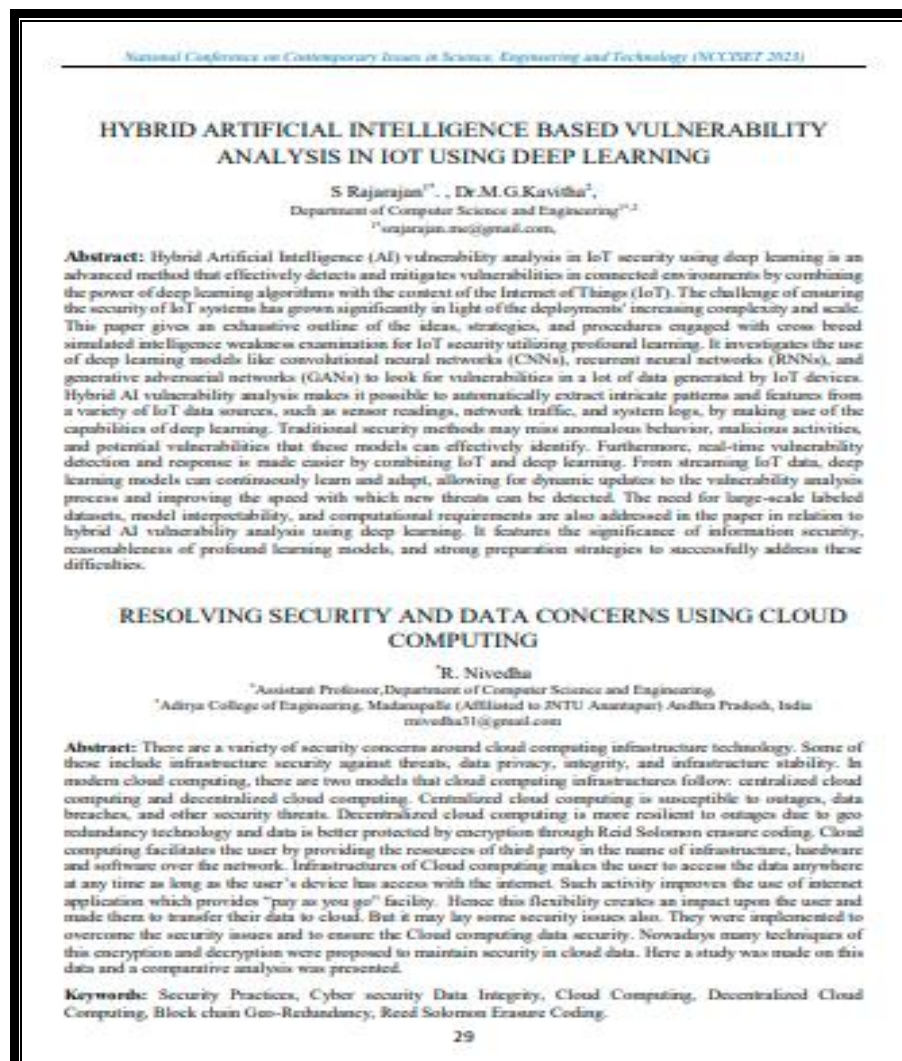 National Conference on Contemporary Issues in Science, Engineering and Technology (NCCISET 2023)
HYBRID ARTIFICIAL INTELLIGENCE BASED VULNERABILITY
ANALYSIS IN IOT USING DEEP LEARNING
S Rajarajan1*. , Dr.M.G.Kavitha2,
Department of Computer Science and Engineering1*,2
1*srajarajan.me@gmail.com,
Abstract: Hybrid Artificial Intelligence (AI) vulnerability analysis in IoT security using deep learning is an
advanced method that effectively detects and mitigates vulnerabilities in connected environments by combining
the power of deep learning algorithms with the context of the Internet of Things (IoT). The challenge of ensuring
the security of IoT systems has grown significantly in light of the deployments' increasing complexity and scale.
This paper gives an exhaustive outline of the ideas, strategies, and procedures engaged with cross breed
simulated intelligence weakness examination for IoT security utilizing profound learning. It investigates the use
of deep learning models like convolutional neural networks (CNNs), recurrent neural networks (RNNs), and
generative adversarial networks (GANs) to look for vulnerabilities in a lot of data generated by IoT devices.
Hybrid AI vulnerability analysis makes it possible to automatically extract intricate patterns and features from
a variety of IoT data sources, such as sensor readings, network traffic, and system logs, by making use of the
capabilities of deep learning. Traditional security methods may miss anomalous behavior, malicious activities,
and potential vulnerabilities that these models can effectively identify. Furthermore, real-time vulnerability
detection and response is made easier by combining IoT and deep learning. From streaming IoT data, deep
learning models can continuously learn and adapt, allowing for dynamic updates to the vulnerability analysis
process and improving the speed with which new threats can be detected. The need for large-scale labeled
datasets, model interpretability, and computational requirements are also addressed in the paper in relation to
hybrid AI vulnerability analysis using deep learning. It features the significance of information security,
reasonableness of profound learning models, and strong preparation strategies to successfully address these
difficulties.
RESOLVING SECURITY AND DATA CONCERNS USING CLOUD
COMPUTING
*R. Nivedha
*Assistant Professor,Department of Computer Science and Engineering,
*Aditya College of Engineering, Madanapalle (Affiliated to JNTU Anantapur) Andhra Pradesh, India
rnivedha31@gmail.com
Abstract: There are a variety of security concerns around cloud computing infrastructure technology. Some of
these include infrastructure security against threats, data privacy, integrity, and infrastructure stability. In
modern cloud computing, there are two models that cloud computing infrastructures follow: centralized cloud
computing and decentralized cloud computing. Centralized cloud computing is susceptible to outages, data
breaches, and other security threats. Decentralized cloud computing is more resilient to outages due to geo
redundancy technology and data is better protected by encryption through Reid Solomon erasure coding. Cloud
computing facilitates the user by providing the resources of third party in the name of infrastructure, hardware
and software over the network. Infrastructures of Cloud computing makes the user to access the data anywhere
at any time as long as the user's device has access with the internet. Such activity improves the use of internet
application which provides "pay as you go" facility. Hence this flexibility creates an impact upon the user and
made them to transfer their data to cloud. But it may lay some security issues also. They were implemented to
overcome the security issues and to ensure the Cloud computing data security. Nowadays many techniques of
this encryption and decryption were proposed to maintain security in cloud data. Here a study was made on this
data and a comparative analysis was presented.
Keywords: Security Practices, Cyber security Data Integrity, Cloud Computing, Decentralized Cloud
Computing, Block chain Geo-Redundancy, Reed Solomon Erasure Coding.
29